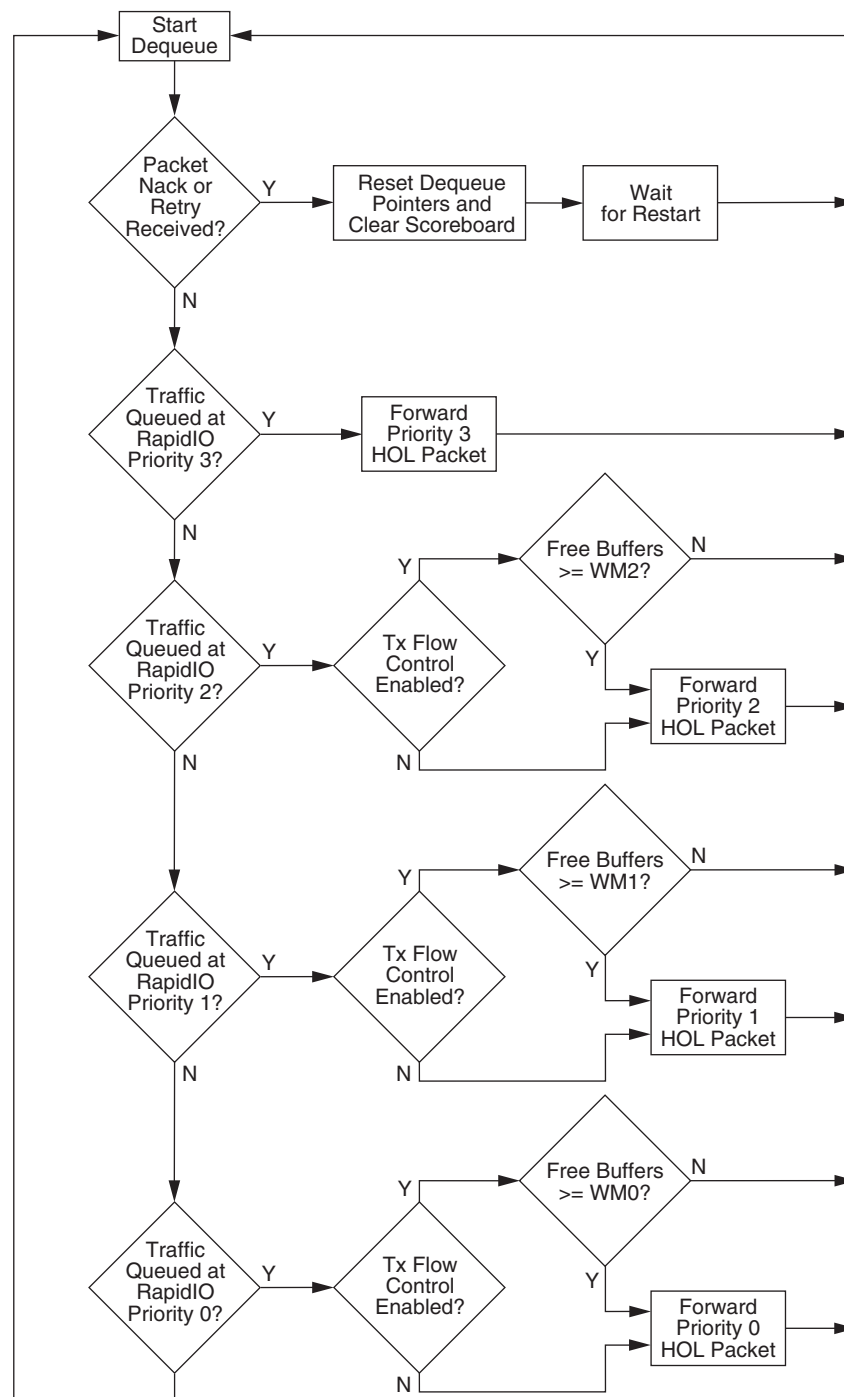 Start
Dequeue
Packet
Nack or
Retry
Received?
Y
Reset Dequeue
Pointers and
Clear Scoreboard
Wait
for Restart
N
Traffic
Queued at
RapidIO
Priority 3?
Y
Forward
Priority 3
HOL Packet
N
Traffic
Queued at
RapidIO
Priority 2?
Y
Tx Flow
Control
Enabled?
Y
Free Buffers
>= WM2?
N
Y
Forward
Priority 2
HOL Packet
N
N
Traffic
Queued at
RapidIO
Priority 1?
Y
Tx Flow
Control
Enabled?
Y
Free Buffers
>= WM1?
N
Y
Forward
Priority 1
HOL Packet
N
N
Traffic
Queued at
RapidIO
Priority 0?
Y
Tx Flow
Control
Enabled?
Y
Free Buffers
>= WM0?
N
Y
Forward
Priority 0
HOL Packet
N